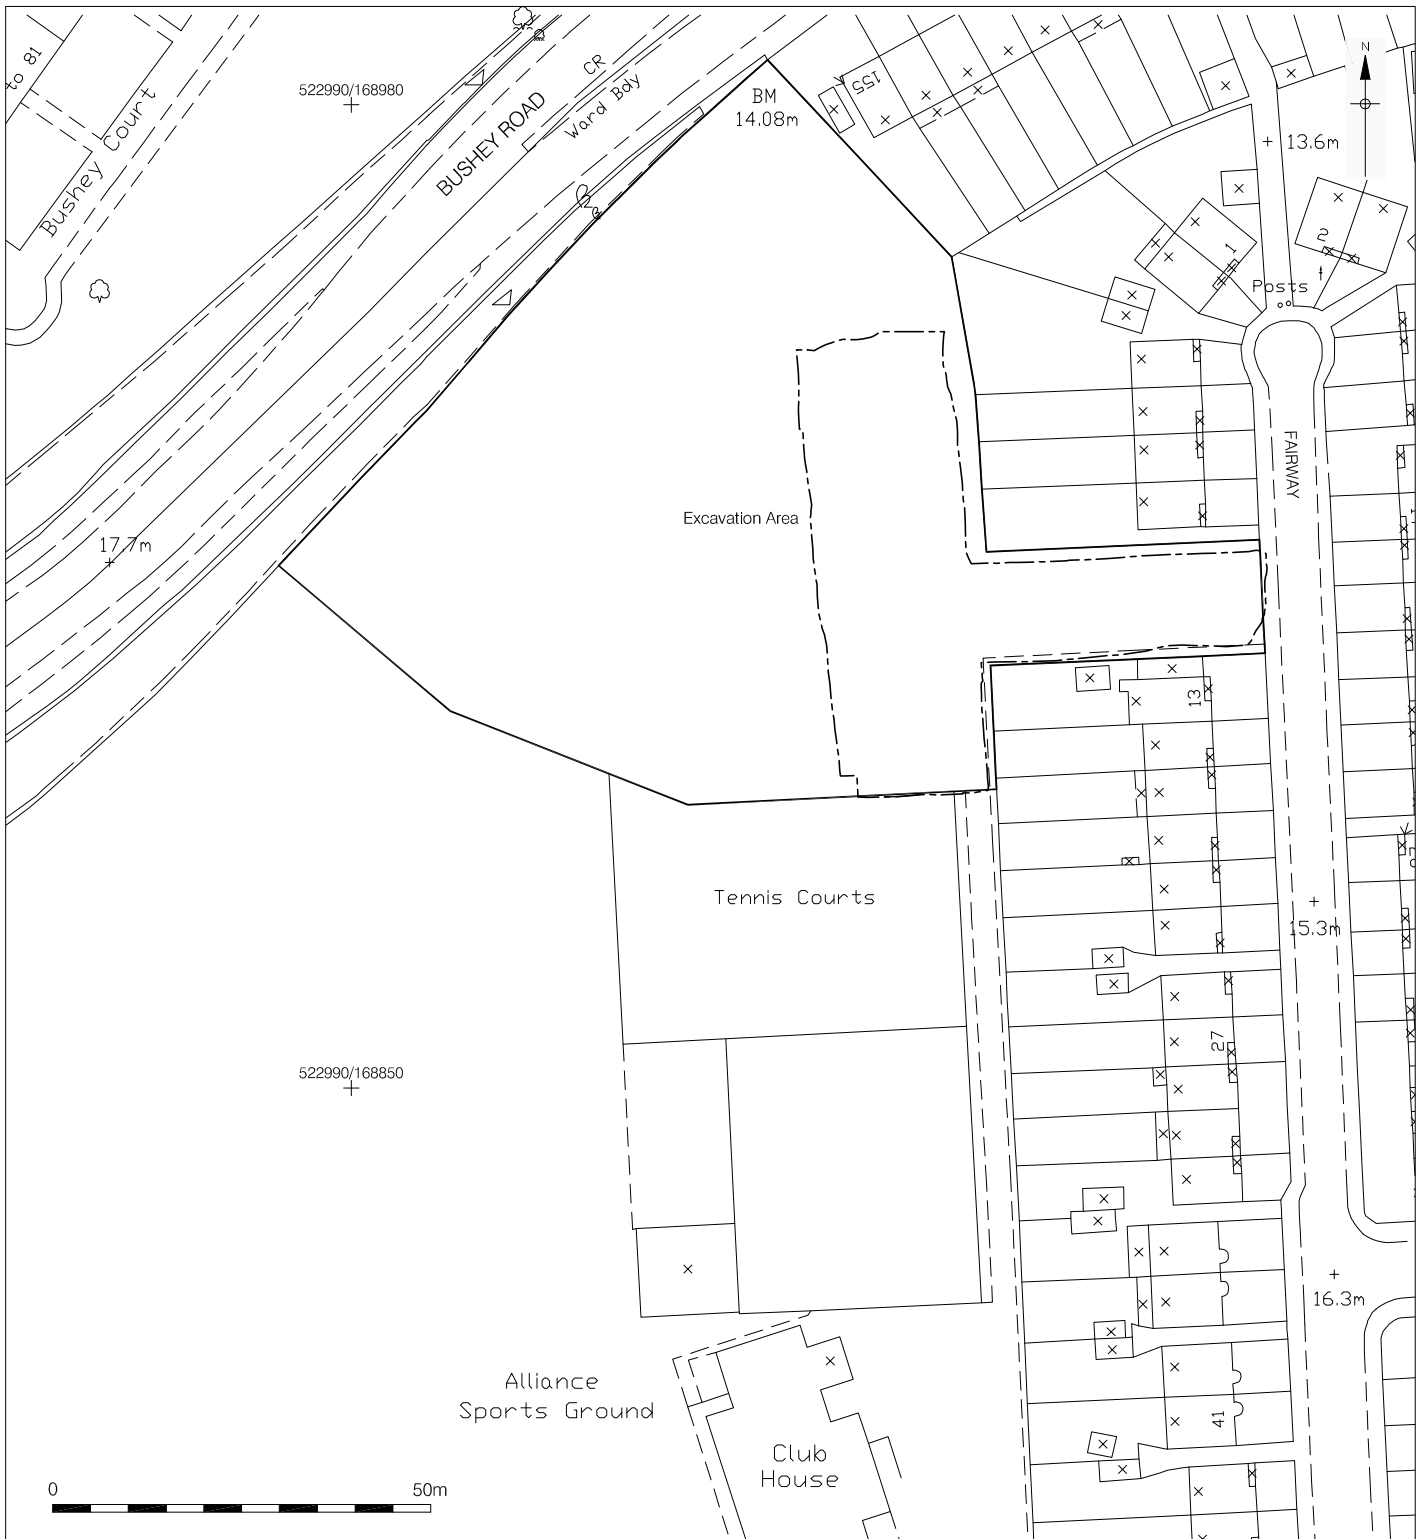 to 81
Bushey Court
522990/168980
BUSHEY ROAD
CR
Ward Bdy
BM
14.08m
155
N
13.6m
1
2
Posts
FAIRWAY
17.7m
Excavation Area
13
Tennis Courts
15.3m
522990/168850
27
16.3m
Alliance
Sports Ground
41
Club
House
0
50m